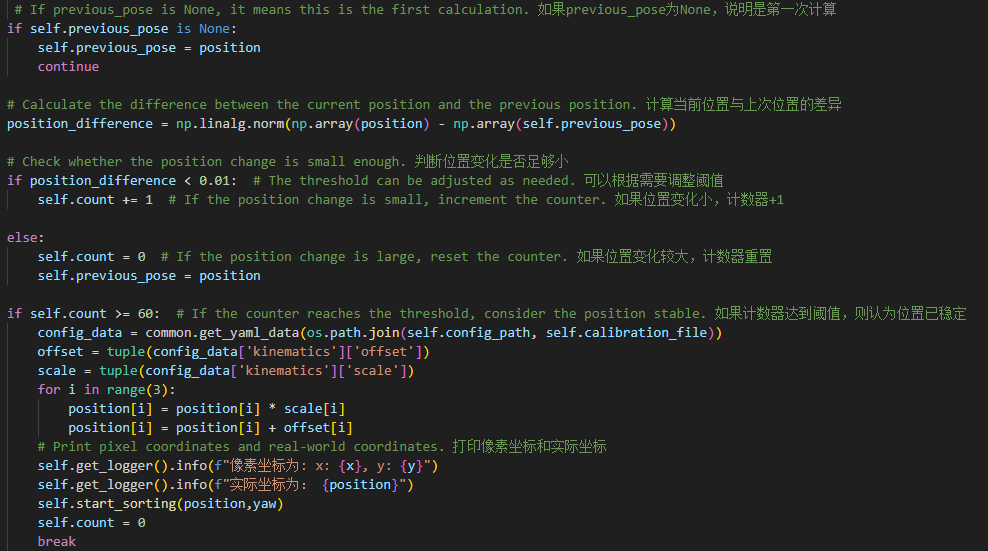 # If previous_pose is None, it means this is the first calculation. 如果previous_pose为None，说明是第一次计算
if self.previous_pose is None:
    self.previous_pose = position
    continue

# Calculate the difference between the current position and the previous position. 计算当前位置与上次位置的差异
position_difference = np.linalg.norm(np.array(position) - np.array(self.previous_pose))

# Check whether the position change is small enough. 判断位置变化是否足够小
if position_difference < 0.01:  # The threshold can be adjusted as needed. 可以根据需要调整阈值
    self.count += 1  # If the position change is small, increment the counter. 如果位置变化小，计数器+1

else:
    self.count = 0  # If the position change is large, reset the counter. 如果位置变化较大，计数器重置
    self.previous_pose = position

if self.count >= 60:  # If the counter reaches the threshold, consider the position stable. 如果计数器达到阈值，则认为位置已稳定
    config_data = common.get_yaml_data(os.path.join(self.config_path, self.calibration_file))
    offset = tuple(config_data['kinematics']['offset'])
    scale = tuple(config_data['kinematics']['scale'])
    for i in range(3):
        position[i] = position[i] * scale[i]
        position[i] = position[i] + offset[i]
    # Print pixel coordinates and real-world coordinates. 打印像素坐标和实际坐标
    self.get_logger().info(f"像素坐标为: x: {x}, y: {y}")
    self.get_logger().info(f"实际坐标为： {position}")
    self.start_sorting(position,yaw)
    self.count = 0
    break